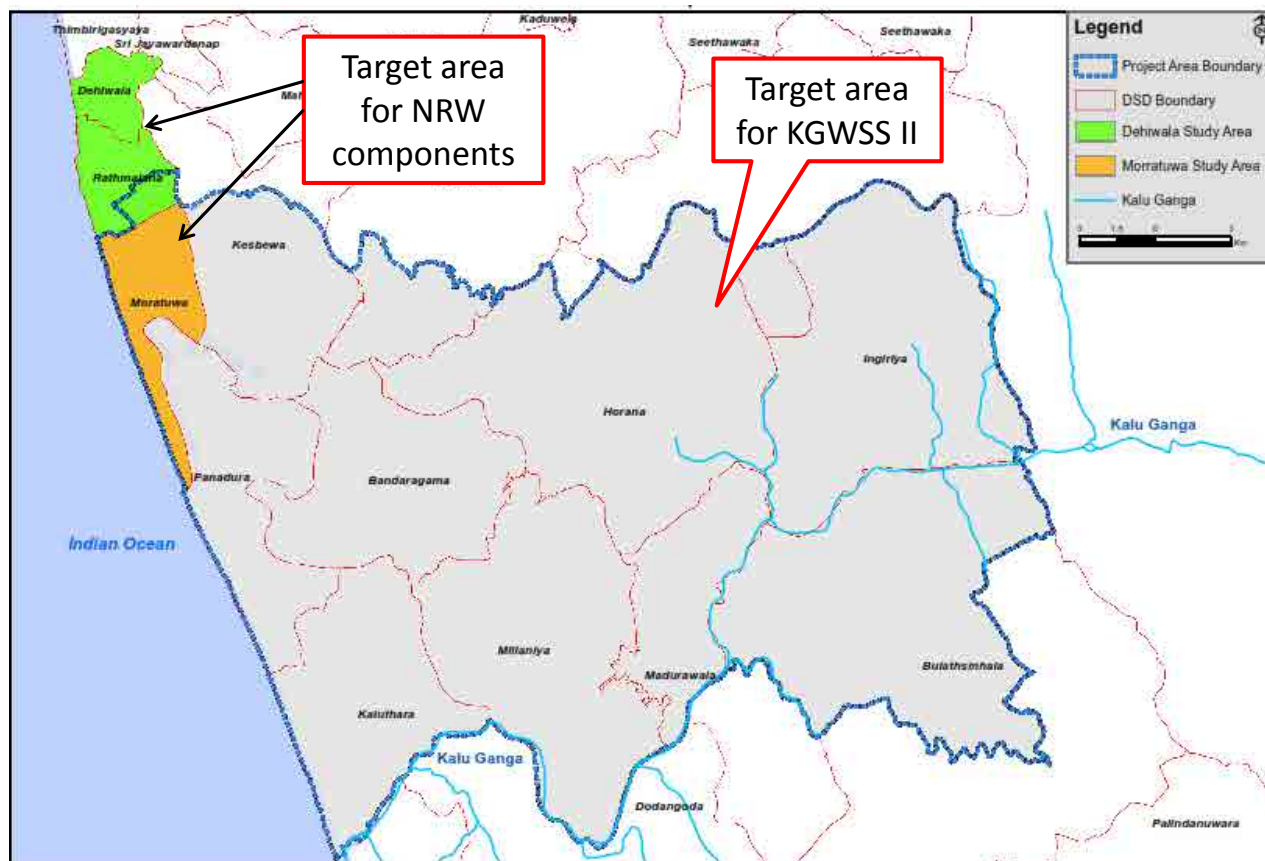 Thimbirigasyaya
Sri Jayawardenap
Kaduwela
Seethawaka
Seethawaka
Dehiwala
Mah
Target area
for NRW
components
Target area
for KGWSS II
Legend
Project Area Boundary
DSD Boundary
Dehiwala Study Area
Morratuwa Study Area
Kalu Ganga
Km
Rathmalana
Kesbewa
Moratuwa
Ingiriya
Horana
Kalu Ganga
Panadura
Bandaragama
Indian Ocean
Millaniya
Madurawala
Bulathsinhala
Kaluthara
Kalu Ganga
Dodangoda
Palindanuwara